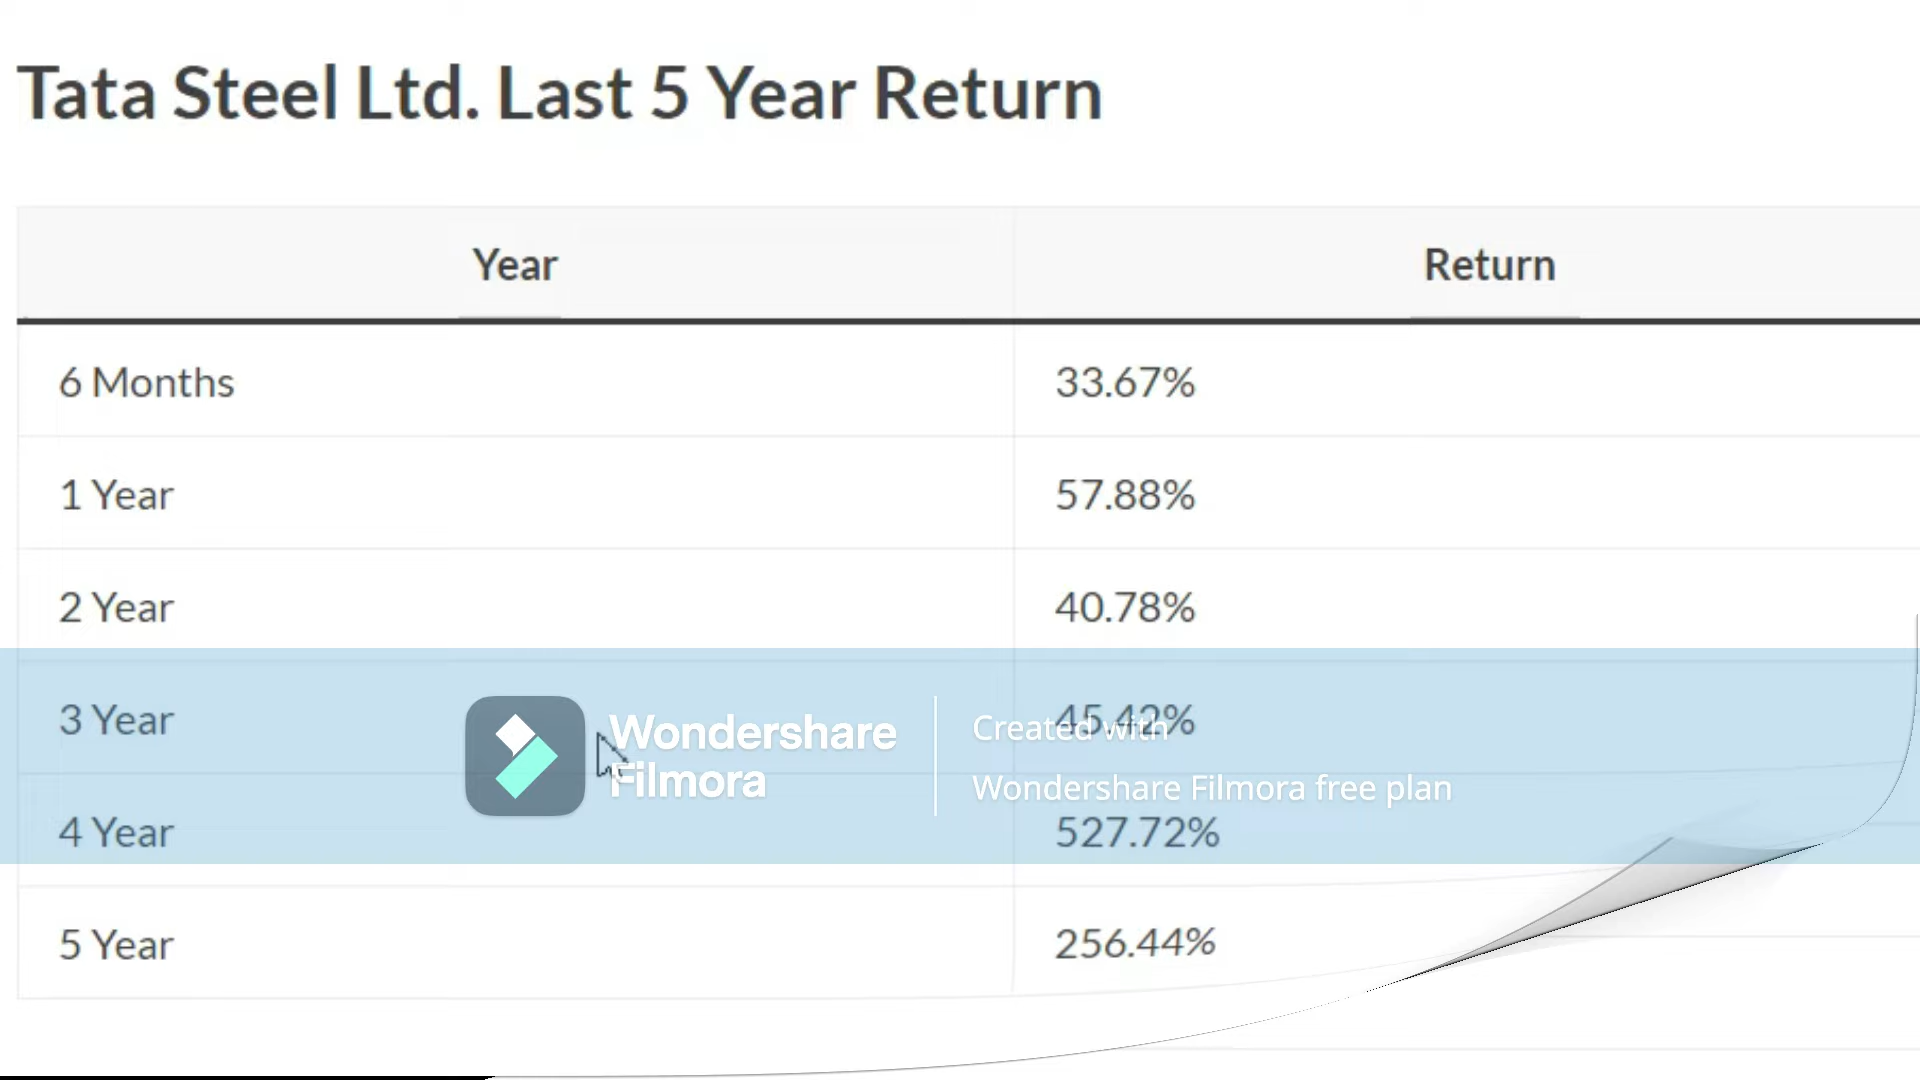 Tata Steel Ltd. Last 5 Year Return
Year Return
6 Months 33.67%
1 Year 57.88%
2 Year 40.78%
3 Year 45.42%
Wondershare Filmora
Created with
Wondershare Filmora free plan
4 Year 527.72%
5 Year 256.44%